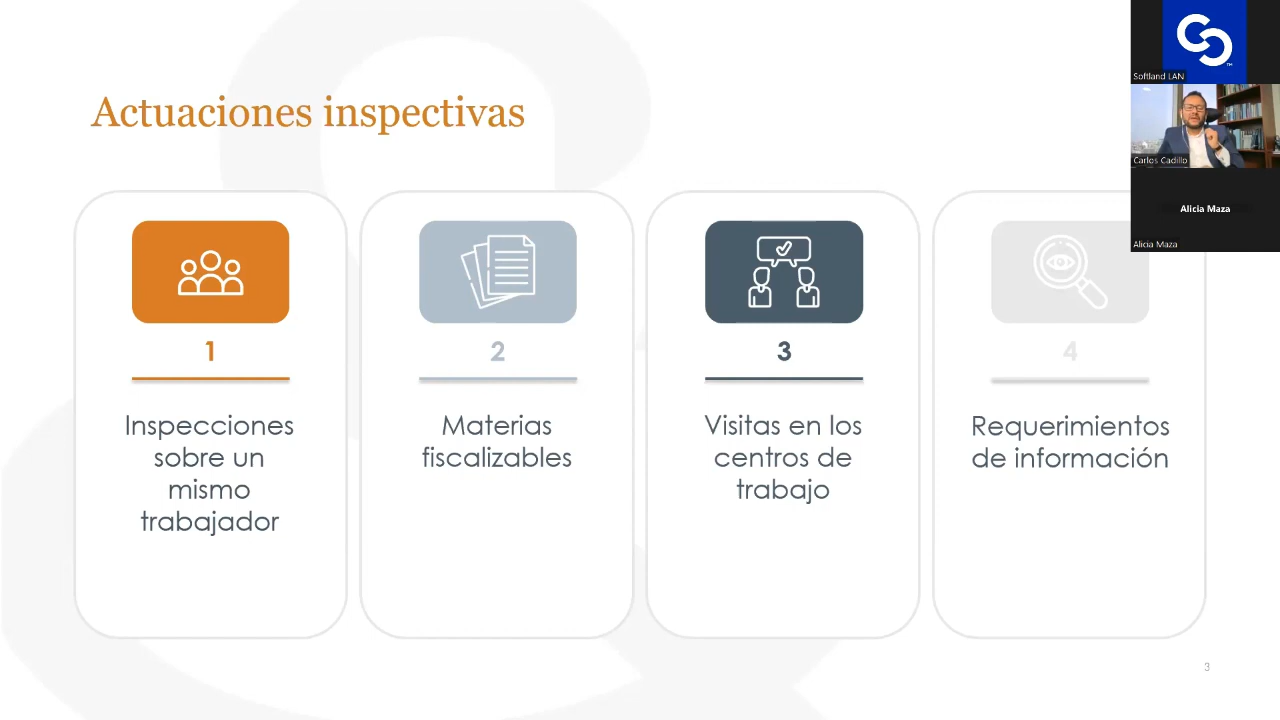 Actuaciones inspectivas
1
Inspecciones
sobre un
mismo
trabajador
2
Materias
fiscalizables
3
Visitas en los
centros de
trabajo
4
Requerimientos
de información
3
Softland LAN
Carlos Cadillo
Alicia Maza
Alicia Maza